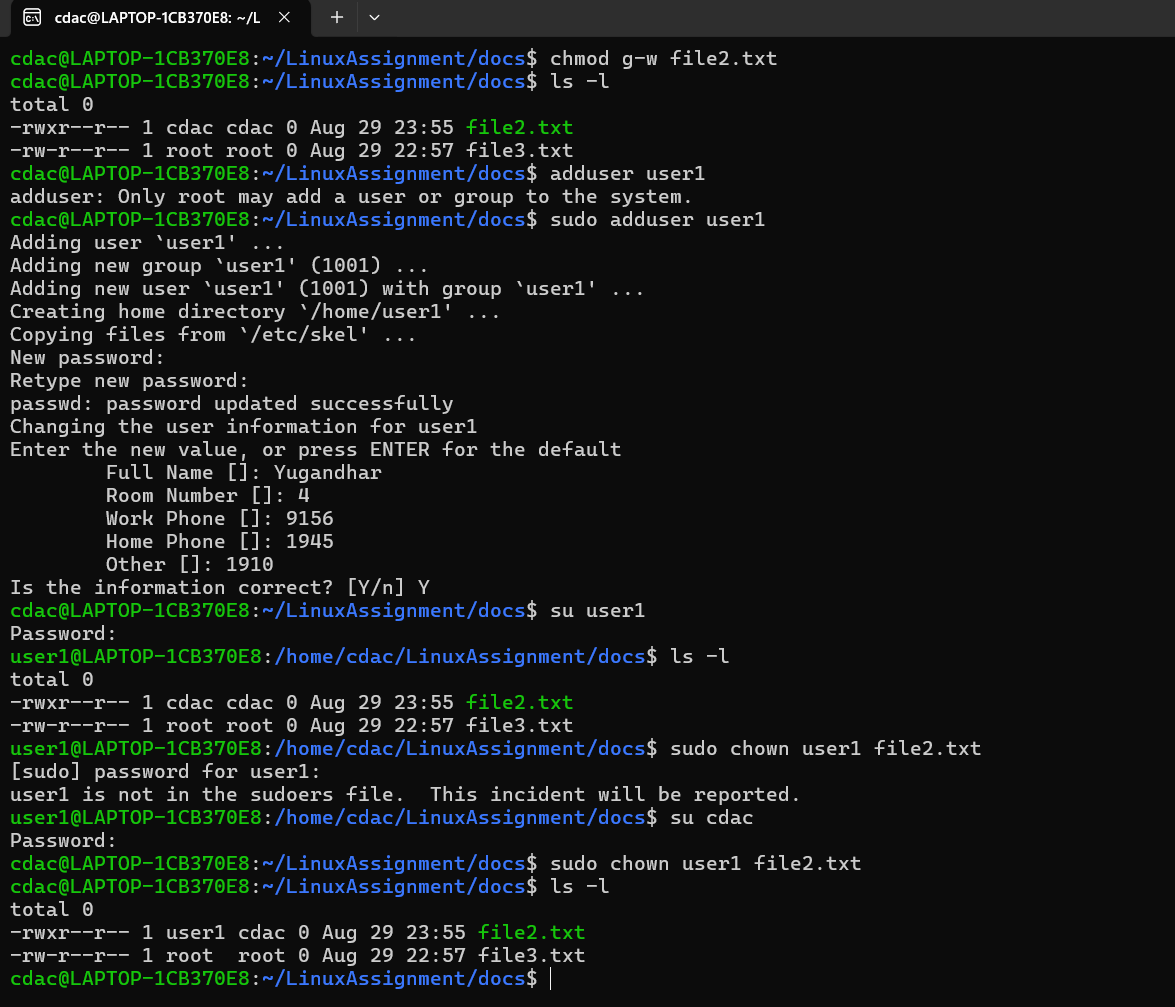 cdac@LAPTOP-1CB370E8: ~/L
cdac@LAPTOP-1CB370E8:~/LinuxAssignment/docs$ chmod g-w file2.txt
cdac@LAPTOP-1CB370E8:~/LinuxAssignment/docs$ ls -l
total 0
-rwxr--r-- 1 cdac cdac 0 Aug 29 23:55 file2.txt
-rw-r--r-- 1 root root 0 Aug 29 22:57 file3.txt
cdac@LAPTOP-1CB370E8:~/LinuxAssignment/docs$ adduser user1
adduser: Only root may add a user or group to the system.
cdac@LAPTOP-1CB370E8:~/LinuxAssignment/docs$ sudo adduser user1
Adding user `user1' ...
Adding new group `user1' (1001) ...
Adding new user `user1' (1001) with group `user1' ...
Creating home directory `/home/user1' ...
Copying files from `/etc/skel' ...
New password:
Retype new password:
passwd: password updated successfully
Changing the user information for user1
Enter the new value, or press ENTER for the default
        Full Name []: Yugandhar
        Room Number []: 4
        Work Phone []: 9156
        Home Phone []: 1945
        Other []: 1910
Is the information correct? [Y/n] Y
cdac@LAPTOP-1CB370E8:~/LinuxAssignment/docs$ su user1
Password:
user1@LAPTOP-1CB370E8:/home/cdac/LinuxAssignment/docs$ ls -l
total 0
-rwxr--r-- 1 cdac cdac 0 Aug 29 23:55 file2.txt
-rw-r--r-- 1 root root 0 Aug 29 22:57 file3.txt
user1@LAPTOP-1CB370E8:/home/cdac/LinuxAssignment/docs$ sudo chown user1 file2.txt
[sudo] password for user1:
user1 is not in the sudoers file.  This incident will be reported.
user1@LAPTOP-1CB370E8:/home/cdac/LinuxAssignment/docs$ su cdac
Password:
cdac@LAPTOP-1CB370E8:~/LinuxAssignment/docs$ sudo chown user1 file2.txt
cdac@LAPTOP-1CB370E8:~/LinuxAssignment/docs$ ls -l
total 0
-rwxr--r-- 1 user1 cdac 0 Aug 29 23:55 file2.txt
-rw-r--r-- 1 root  root 0 Aug 29 22:57 file3.txt
cdac@LAPTOP-1CB370E8:~/LinuxAssignment/docs$